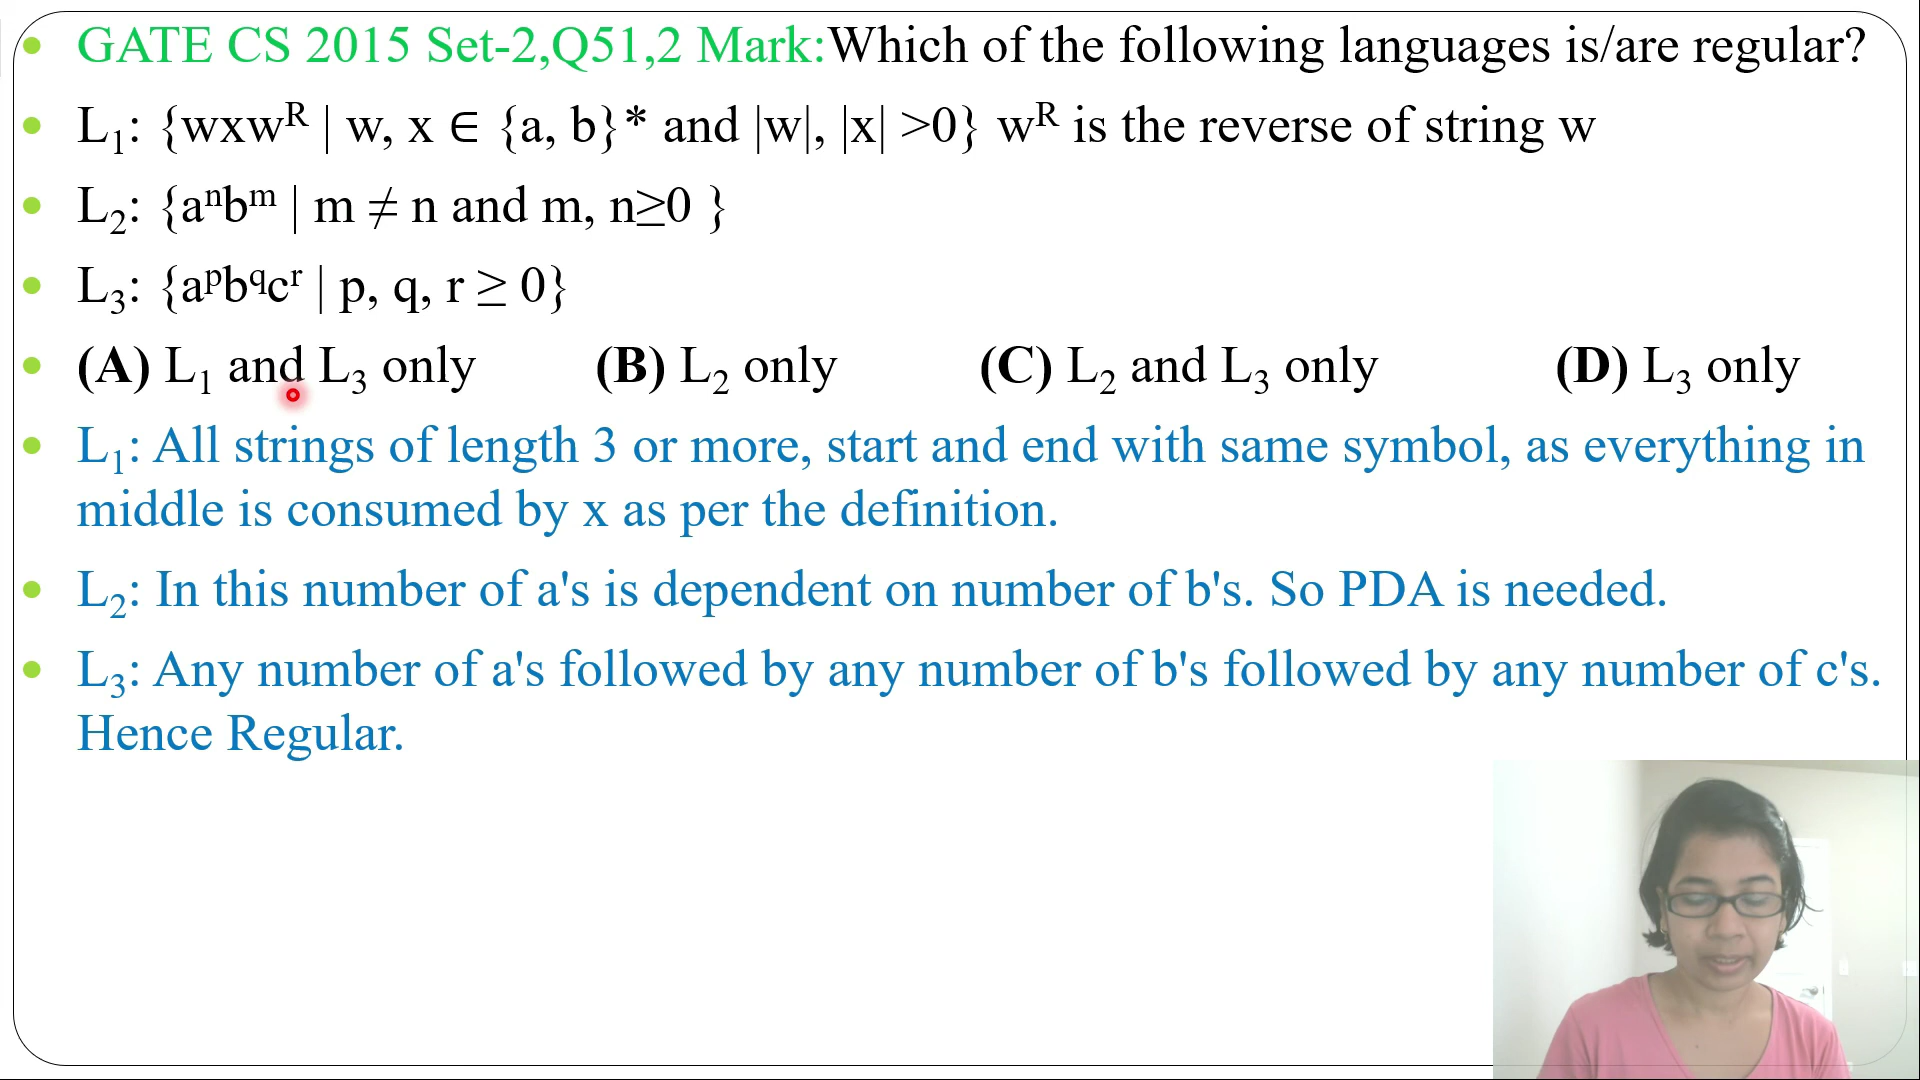 GATE CS 2015 Set-2,Q51,2 Mark:Which of the following languages is/are regular?
L₁: {wxwᴿ | w, x ∈ {a, b}* and |w|, |x| >0} wᴿ is the reverse of string w
L₂: {aⁿbᵐ | m ≠ n and m, n≥0 }
L₃: {aᵖb^qcʳ | p, q, r ≥ 0}
(A) L₁ and L₃ only (B) L₂ only (C) L₂ and L₃ only (D) L₃ only
L₁: All strings of length 3 or more, start and end with same symbol, as everything in
middle is consumed by x as per the definition.
L₂: In this number of a's is dependent on number of b's. So PDA is needed.
L₃: Any number of a's followed by any number of b's followed by any number of c's.
Hence Regular.